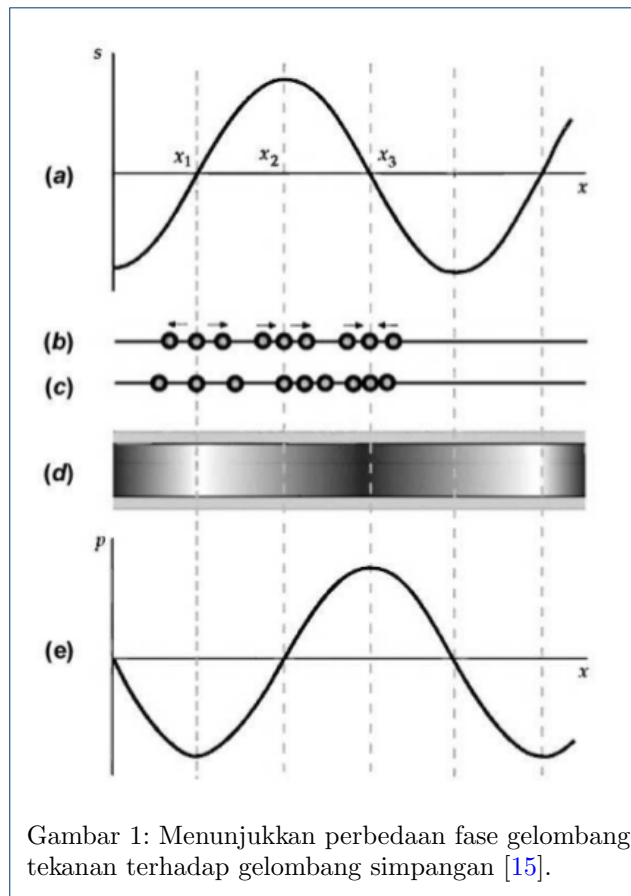 s
x₁ x₂ x₃
(a) x
(b)
(c)
(d)
p
(e) x
Gambar 1: Menunjukkan perbedaan fase gelombang
tekanan terhadap gelombang simpangan [15].